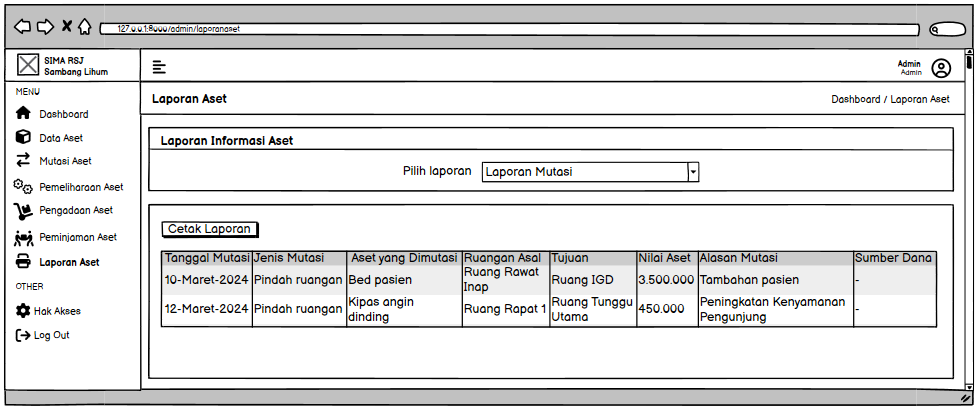 127.0.0.1:8000/admin/laporanaset
SIMA RSJ
Sambang Lihum
Admin
Admin
MENU
Dashboard
Data Aset
Mutasi Aset
Pemeliharaan Aset
Pengadaan Aset
Peminjaman Aset
Laporan Aset
OTHER
Hak Akses
Log Out
Laporan Aset
Dashboard / Laporan Aset
Laporan Informasi Aset
Pilih laporan Laporan Mutasi
Cetak Laporan
Tanggal Mutasi Jenis Mutasi Aset yang Dimutasi Ruangan Asal Tujuan Nilai Aset Alasan Mutasi Sumber Dana
10-Maret-2024 Pindah ruangan Bed pasien Ruang Rawat Inap Ruang IGD 3.500.000 Tambahan pasien -
12-Maret-2024 Pindah ruangan Kipas angin dinding Ruang Rapat 1 Ruang Tunggu Utama 450.000 Peningkatan Kenyamanan Pengunjung -